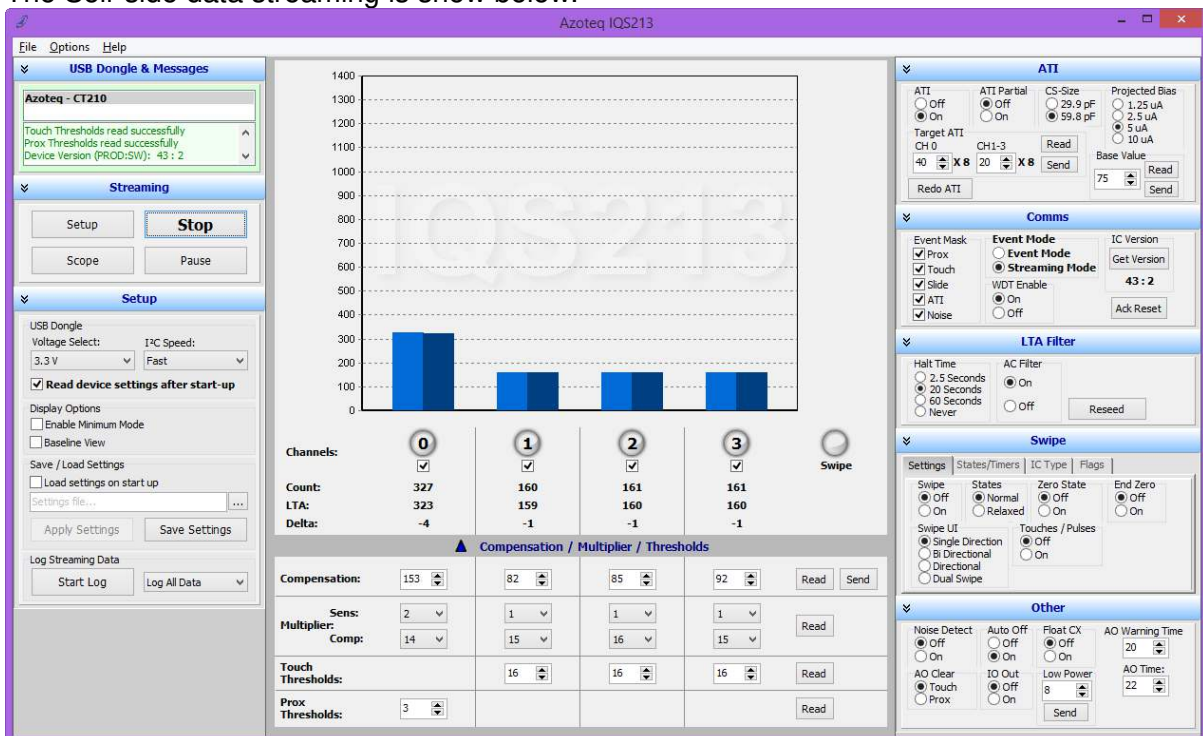 The Self side data streaming is show below.
Azoteq IQS213
File Options Help
USB Dongle & Messages
Azoteq - CT210
Touch Thresholds read successfully
Prox Thresholds read successfully
Device Version (PROD:SW): 43 : 2
Streaming
Setup Stop
Scope Pause
Setup
USB Dongle
Voltage Select: I²C Speed:
3.3 V Fast
Read device settings after start-up
Display Options
Enable Minimum Mode
Baseline View
Save / Load Settings
Load settings on start up
Settings file... ...
Apply Settings Save Settings
Log Streaming Data
Start Log Log All Data
1400
1300
1200
1100
1000
900
800
700
600
500
400
300
200
100
0
IQS213
Channels: 0 1 2 3 Swipe
Count: 327 160 161 161
LTA: 323 159 160 160
Delta: -4 -1 -1 -1
Compensation / Multiplier / Thresholds
Compensation: 153 82 85 92 Read Send
Sens: 2 1 1 1
Multiplier: Read
Comp: 14 15 16 15
Touch Thresholds: 16 16 16 Read
Prox Thresholds: 3 Read
ATI
ATI ATI Partial CS-Size Projected Bias
Off Off 29.9 pF 1.25 uA
On On 59.8 pF 2.5 uA
5 uA
10 uA
Target ATI
CH 0 CH1-3 Read
40 X 8 20 X 8 Send
Base Value
75 Read
Send
Redo ATI
Comms
Event Mask Event Mode IC Version
Prox Event Mode Get Version
Touch Streaming Mode 43 : 2
Slide WDT Enable
ATI On Ack Reset
Noise Off
LTA Filter
Halt Time AC Filter
2.5 Seconds On
20 Seconds
60 Seconds Off Reseed
Never
Swipe
Settings States/Timers IC Type Flags
Swipe States Zero State End Zero
Off Normal Off Off
On Relaxed On On
Swipe UI Touches / Pulses
Single Direction Off
Bi Directional On
Directional
Dual Swipe
Other
Noise Detect Auto Off Float CX AO Warning Time
Off Off Off 20
On On On
AO Clear IO Out Low Power AO Time:
Touch Off 8 22
Prox On Send